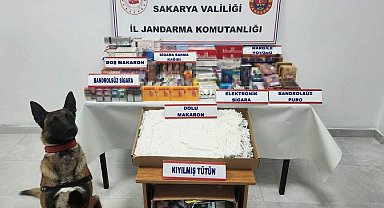 SAKARYA VALİLİĞİ
İL JANDARMA KOMUTANLIĞI
BOŞ MAKARON
SİGARA SARMA
KAĞIDI
NARGİLE
TÜTÜNÜ
BANDROLSÜZ SİGARA
ELEKTRONİK
SİGARA
BANDROLSÜZ
PURO
DOLU
MAKARON
KIYILMIŞ TÜTÜN